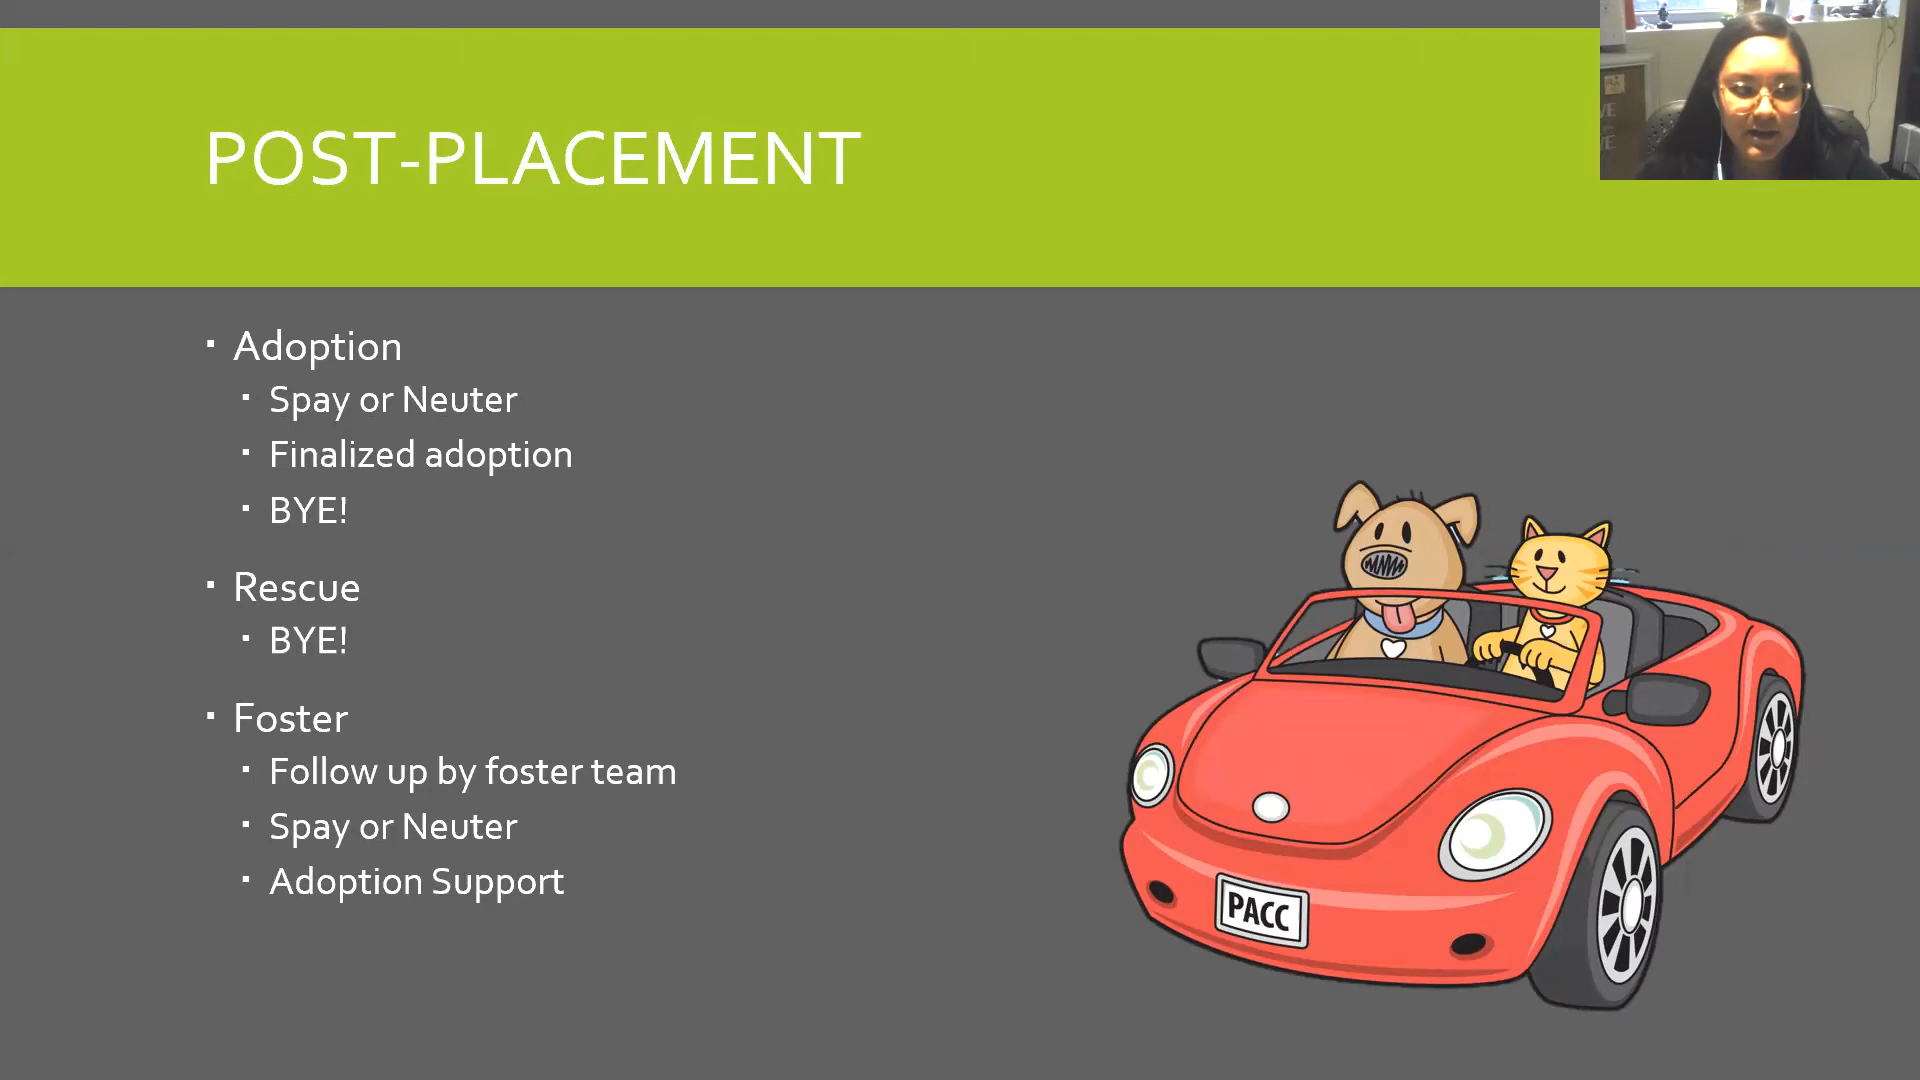 POST-PLACEMENT
Adoption
Spay or Neuter
Finalized adoption
BYE!
Rescue
BYE!
Foster
Follow up by foster team
Spay or Neuter
Adoption Support
PACC